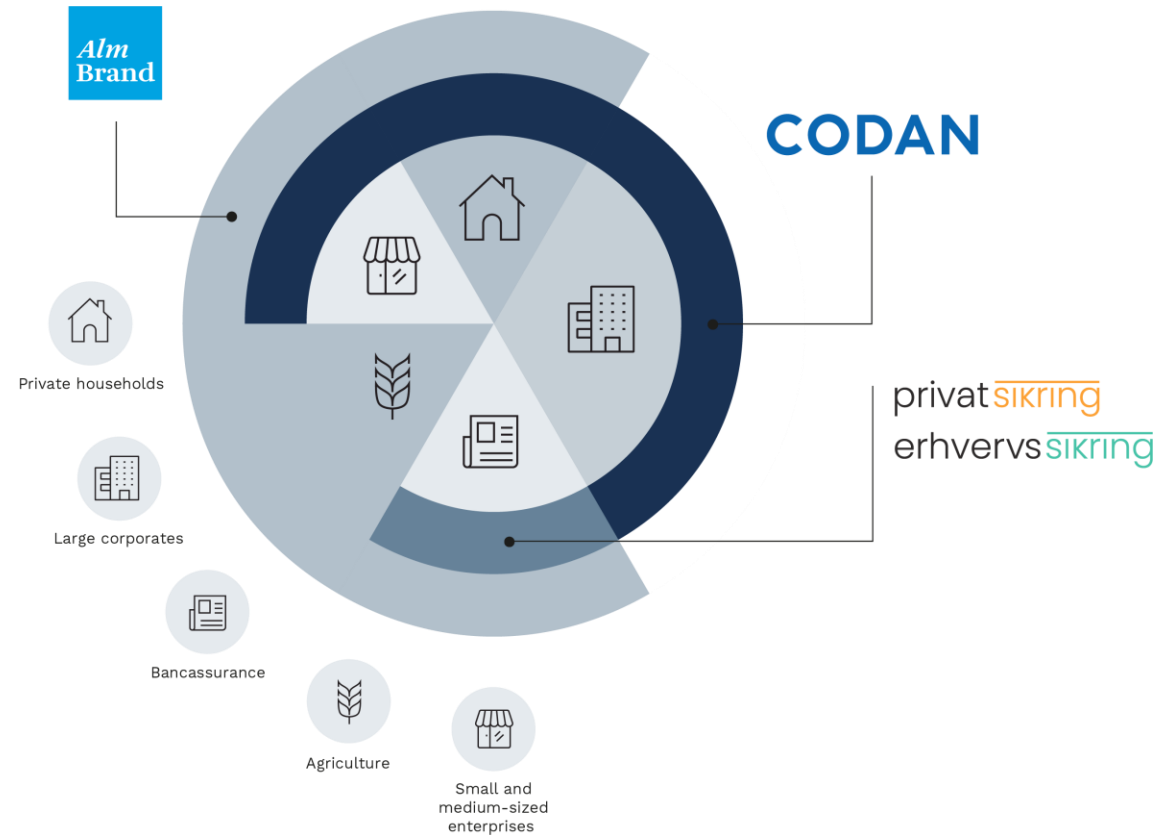 Alm
Brand
CODAN
privatsikring
erhvervssikring
Private households
Large corporates
Bancassurance
Agriculture
Small and
medium-sized
enterprises